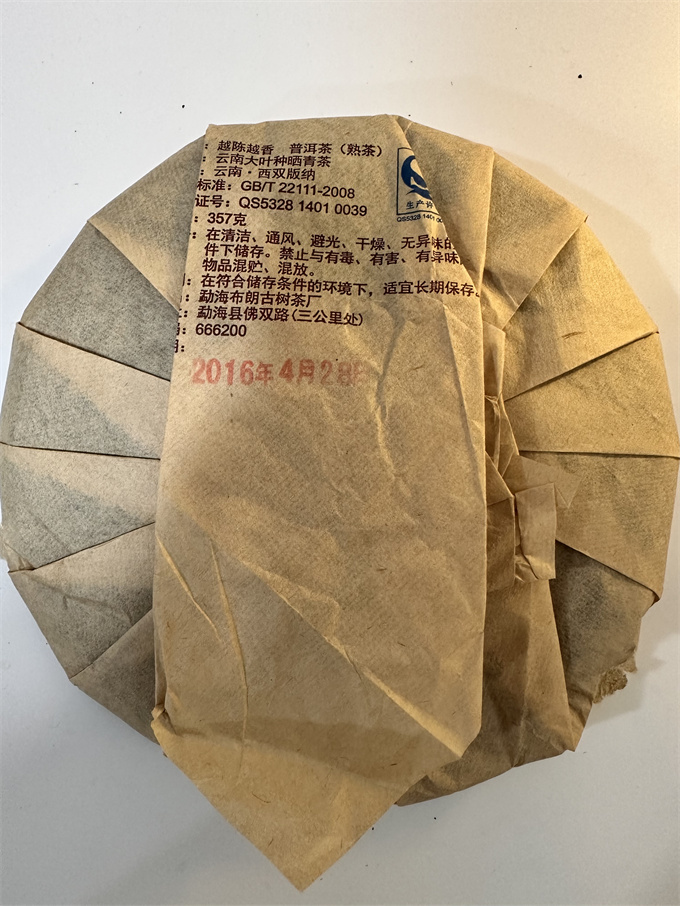 ：越陈越香 普洱茶（熟茶）
：云南大叶种晒青茶
：云南·西双版纳
标准：GB/T 22111-2008
证号：QS5328 1401 0039
：357克
：在清洁、通风、避光、干燥、无异味的
件下储存。禁止与有毒、有害、有异味
物品混贮、混放。
：在符合储存条件的环境下，适宜长期保存。
：勐海布朗古树茶厂
：勐海县佛双路(三公里处)
：666200
：
2016年4月28日
生产许
QS5328 1401 00